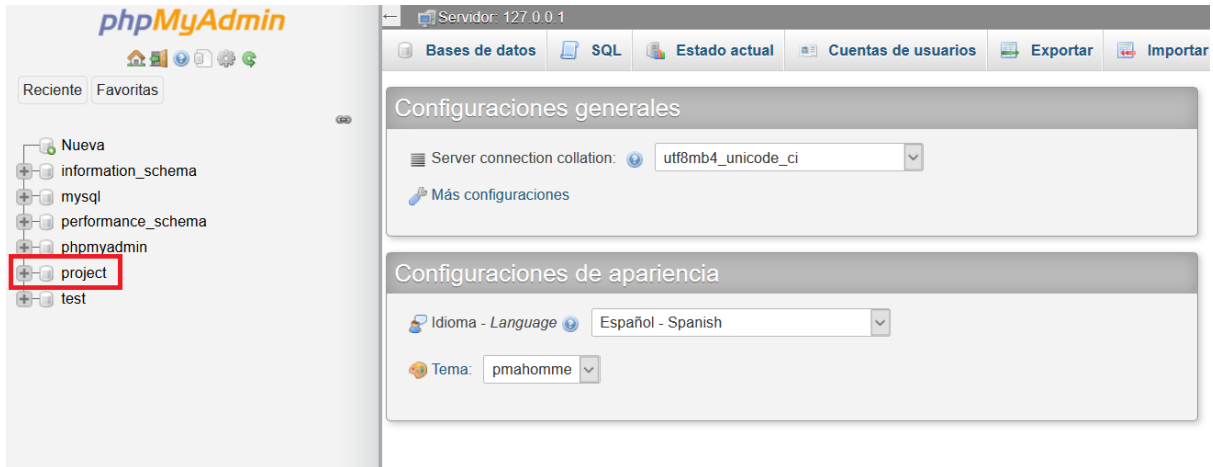 phpMyAdmin
Reciente Favoritas
Nueva
information_schema
mysql
performance_schema
phpmyadmin
project
test
Servidor: 127.0.0.1
Bases de datos SQL Estado actual Cuentas de usuarios Exportar Importar
Configuraciones generales
Server connection collation: utf8mb4_unicode_ci
Más configuraciones
Configuraciones de apariencia
Idioma - Language Español - Spanish
Tema: pmahomme